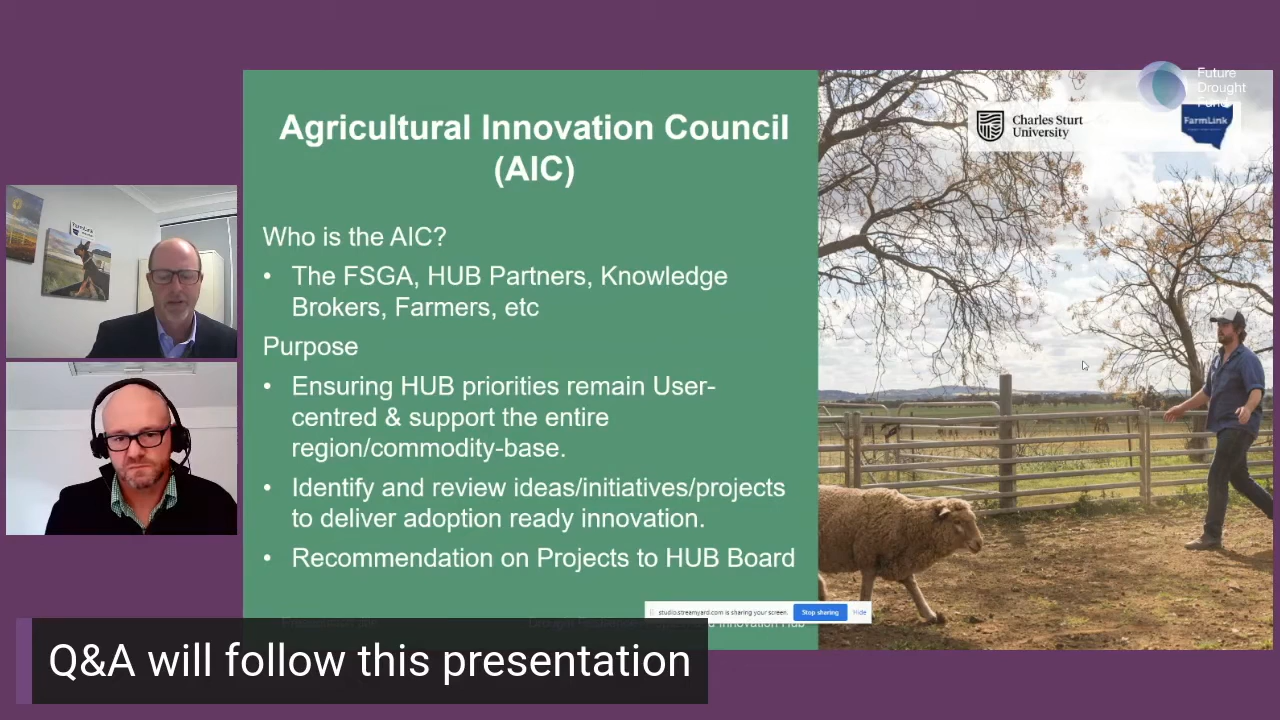 Agricultural Innovation Council
(AIC)
Who is the AIC?
• The FSGA, HUB Partners, Knowledge
Brokers, Farmers, etc
Purpose
• Ensuring HUB priorities remain User-
centred & support the entire
region/commodity-base.
• Identify and review ideas/initiatives/projects
to deliver adoption ready innovation.
• Recommendation on Projects to HUB Board
Future
Drought
Fund
Charles Sturt
University
FarmLink
FarmLink
studio.streamyard.com is sharing your screen.
Stop sharing
Hide
Innovation Hub
Q&A will follow this presentation